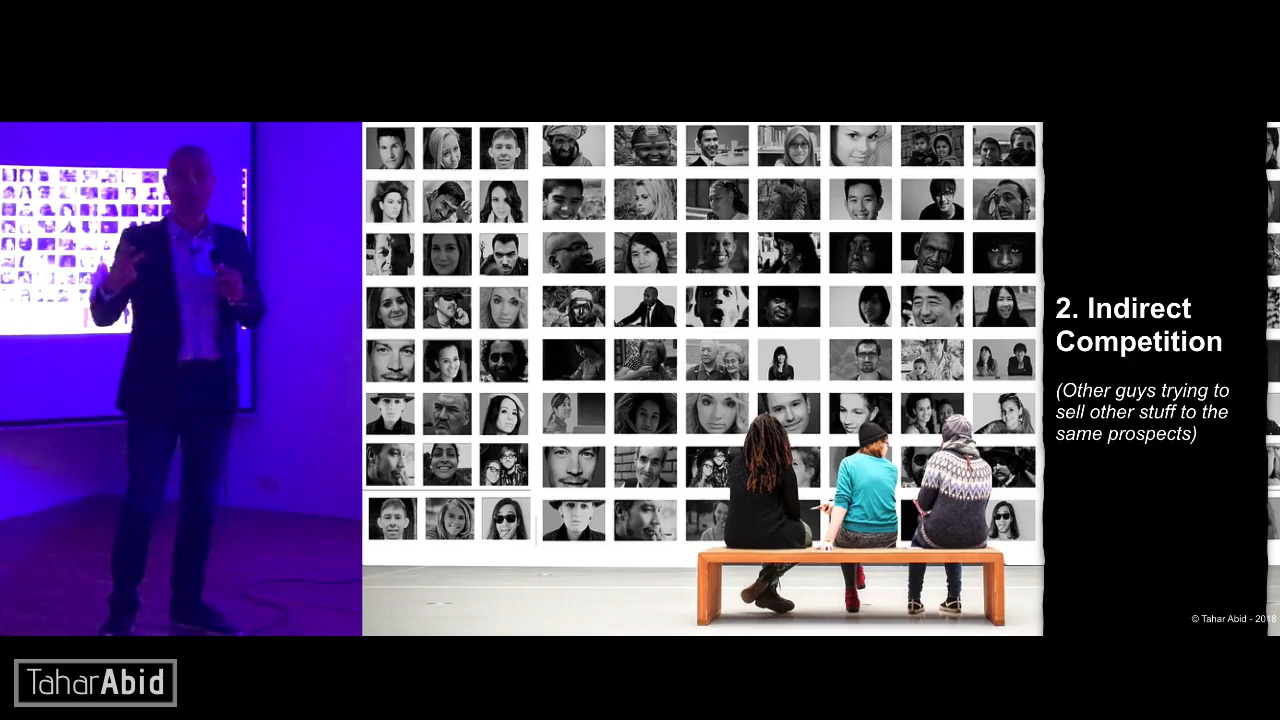 2. Indirect
Competition
(Other guys trying to
sell other stuff to the
same prospects)
© Tahar Abid - 2018
TaharAbid